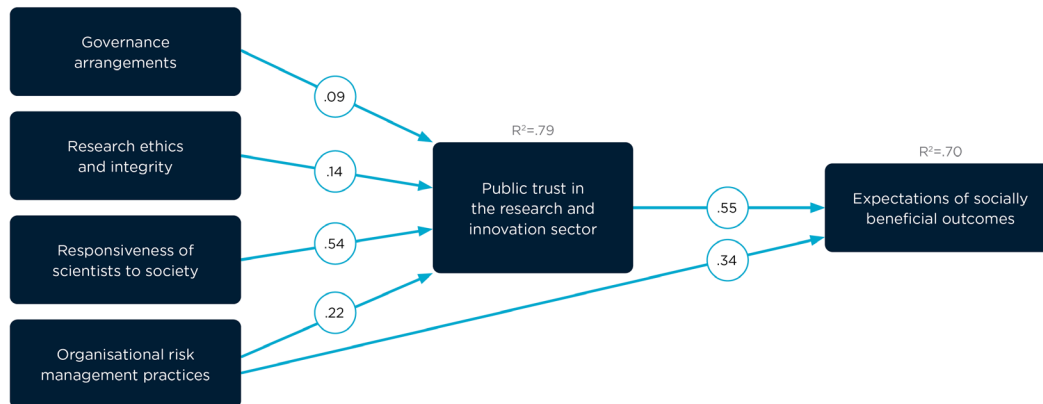 Governance
arrangements
.09
Research ethics
and integrity
.14
Responsiveness of
scientists to society
.54
Organisational risk
management practices
.22
R²=.79
Public trust in
the research and
innovation sector
.55
.34
R²=.70
Expectations of socially
beneficial outcomes